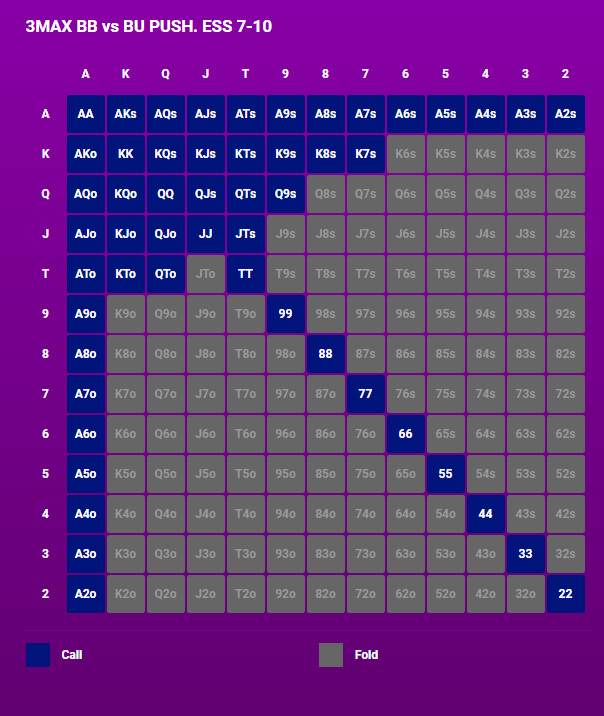 3MAX BB vs BU PUSH. ESS 7-10
A K Q J T 9 8 7 6 5 4 3 2
A AA AKs AQs AJs ATs A9s A8s A7s A6s A5s A4s A3s A2s
K AKo KK KQs KJs KTs K9s K8s K7s K6s K5s K4s K3s K2s
Q AQo KQo QQ QJs QTs Q9s Q8s Q7s Q6s Q5s Q4s Q3s Q2s
J AJo KJo QJo JJ JTs J9s J8s J7s J6s J5s J4s J3s J2s
T ATo KTo QTo JTo TT T9s T8s T7s T6s T5s T4s T3s T2s
9 A9o K9o Q9o J9o T9o 99 98s 97s 96s 95s 94s 93s 92s
8 A8o K8o Q8o J8o T8o 98o 88 87s 86s 85s 84s 83s 82s
7 A7o K7o Q7o J7o T7o 97o 87o 77 76s 75s 74s 73s 72s
6 A6o K6o Q6o J6o T6o 96o 86o 76o 66 65s 64s 63s 62s
5 A5o K5o Q5o J5o T5o 95o 85o 75o 65o 55 54s 53s 52s
4 A4o K4o Q4o J4o T4o 94o 84o 74o 64o 54o 44 43s 42s
3 A3o K3o Q3o J3o T3o 93o 83o 73o 63o 53o 43o 33 32s
2 A2o K2o Q2o J2o T2o 92o 82o 72o 62o 52o 42o 32o 22
Call Fold